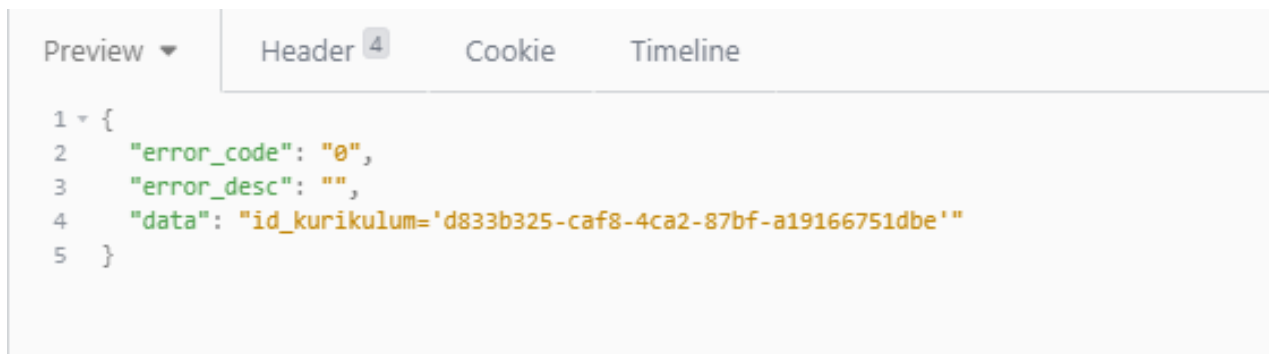 Preview Header 4 Cookie Timeline
1 {
2 "error_code": "0",
3 "error_desc": "",
4 "data": "id_kurikulum='d833b325-caf8-4ca2-87bf-a19166751dbe'"
5 }